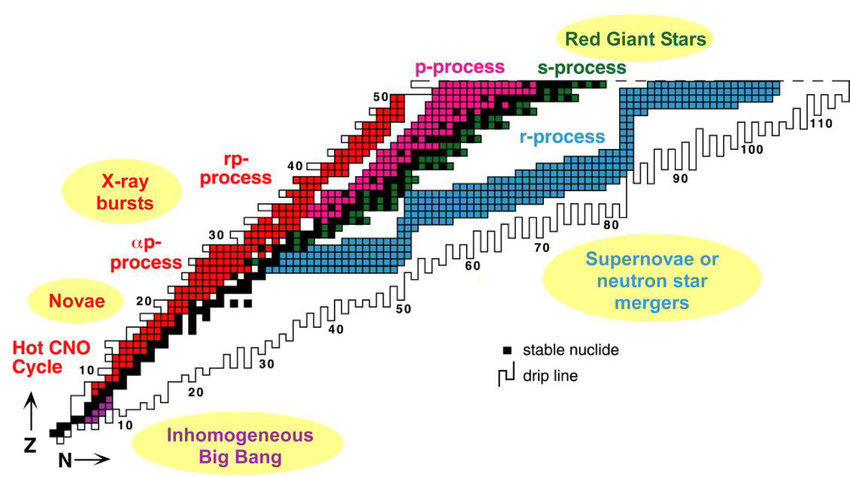 Red Giant Stars
p-process
s-process
50
r-process
110
100
rp-
process
40
90
X-ray
bursts
80
30
αp-
process
70
60
Supernovae or
neutron star
mergers
Novae
20
50
40
Hot CNO
Cycle
10
30
stable nuclide
drip line
20
10
Z
N
Inhomogeneous
Big Bang